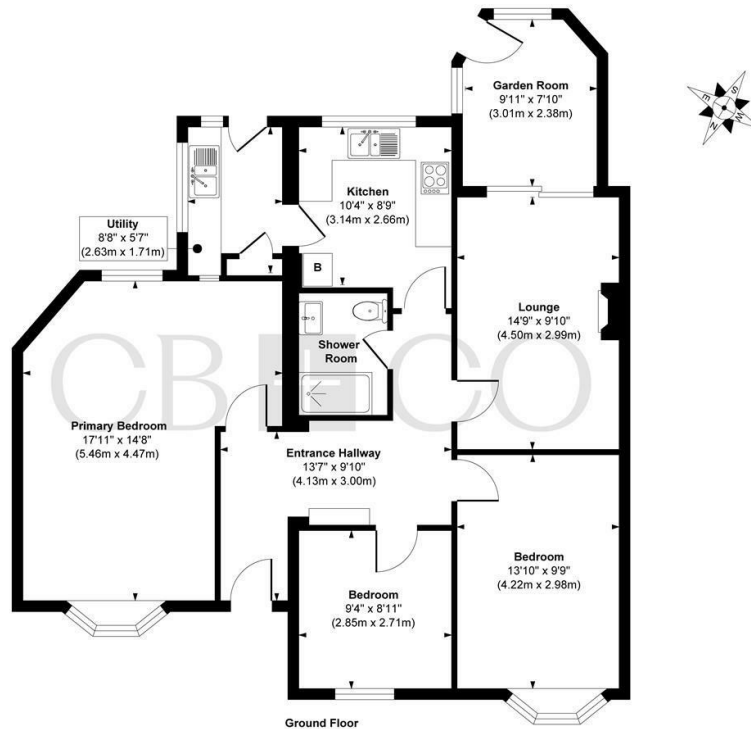 Garden Room
9'11" x 7'10"
(3.01m x 2.38m)
S
E
W
N
Kitchen
10'4" x 8'9"
(3.14m x 2.66m)
Utility
8'8" x 5'7"
(2.63m x 1.71m)
B
Lounge
14'9" x 9'10"
(4.50m x 2.99m)
Shower
Room
CB CO
Primary Bedroom
17'11" x 14'8"
(5.46m x 4.47m)
Entrance Hallway
13'7" x 9'10"
(4.13m x 3.00m)
Bedroom
13'10" x 9'9"
(4.22m x 2.98m)
Bedroom
9'4" x 8'11"
(2.85m x 2.71m)
Ground Floor